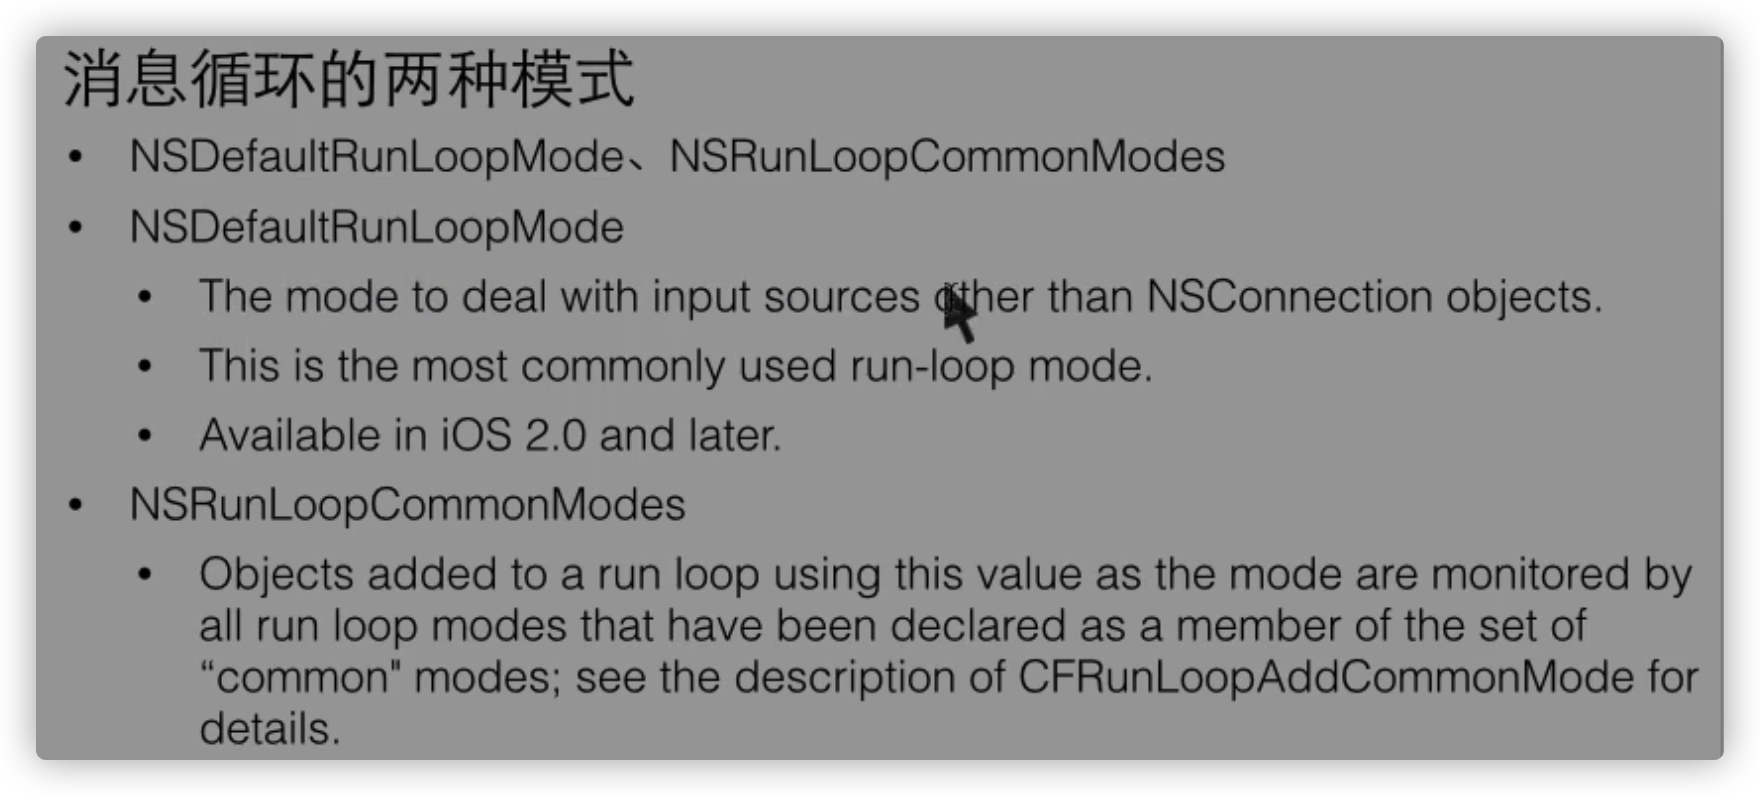 消息循环的两种模式
• NSDefaultRunLoopMode、NSRunLoopCommonModes
• NSDefaultRunLoopMode
• The mode to deal with input sources other than NSConnection objects.
• This is the most commonly used run-loop mode.
• Available in iOS 2.0 and later.
• NSRunLoopCommonModes
• Objects added to a run loop using this value as the mode are monitored by
all run loop modes that have been declared as a member of the set of
“common" modes; see the description of CFRunLoopAddCommonMode for
details.